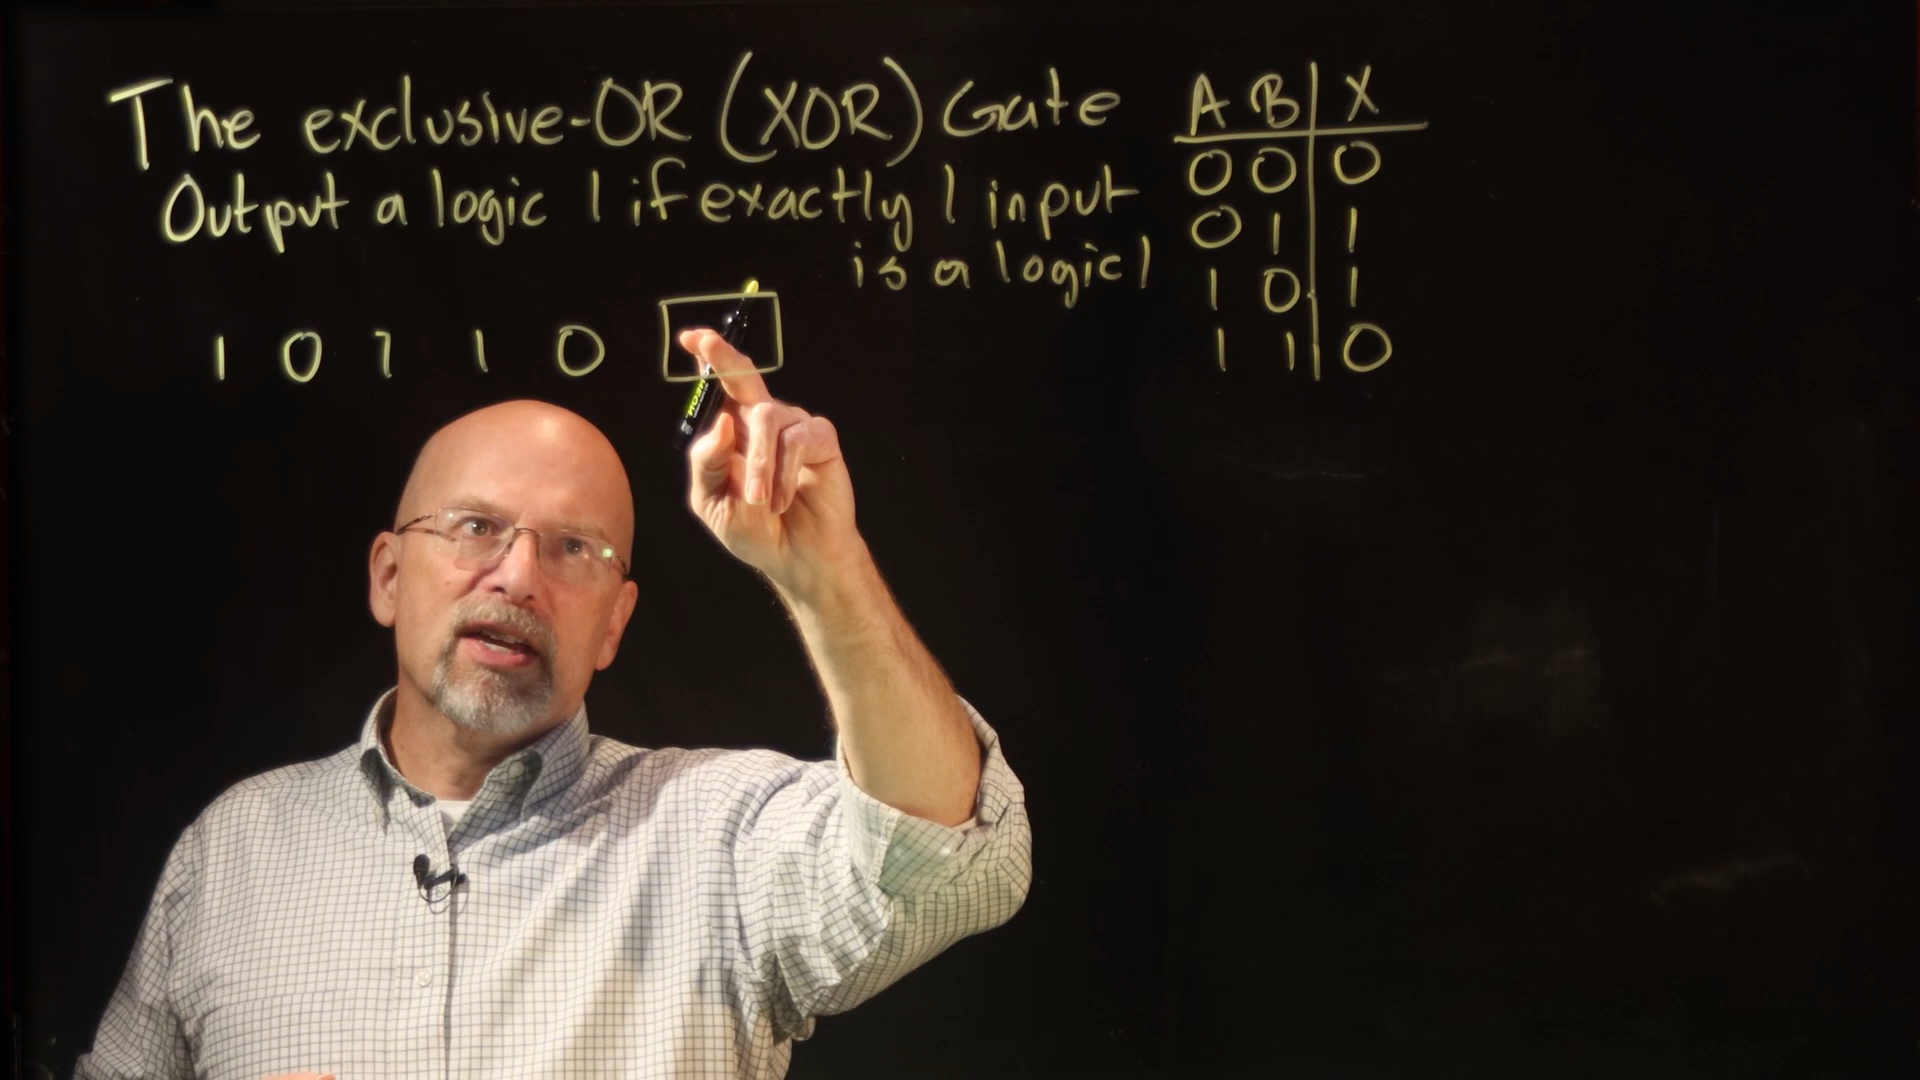 The exclusive-OR (XOR) Gate
Output a logic 1 if exactly 1 input
is a logic 1
1 0 1 1 0
A B X
0 0 0
0 1 1
1 0 1
1 1 0